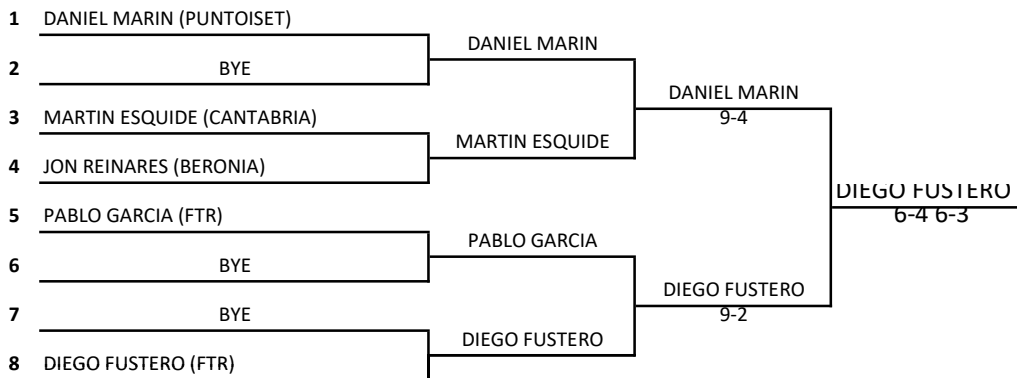 1 DANIEL MARIN (PUNTOISET)
DANIEL MARIN
2 BYE
DANIEL MARIN
9-4
3 MARTIN ESQUIDE (CANTABRIA)
MARTIN ESQUIDE
4 JON REINARES (BERONIA)
DIEGO FUSTERO
6-4 6-3
5 PABLO GARCIA (FTR)
PABLO GARCIA
6 BYE
DIEGO FUSTERO
9-2
7 BYE
DIEGO FUSTERO
8 DIEGO FUSTERO (FTR)